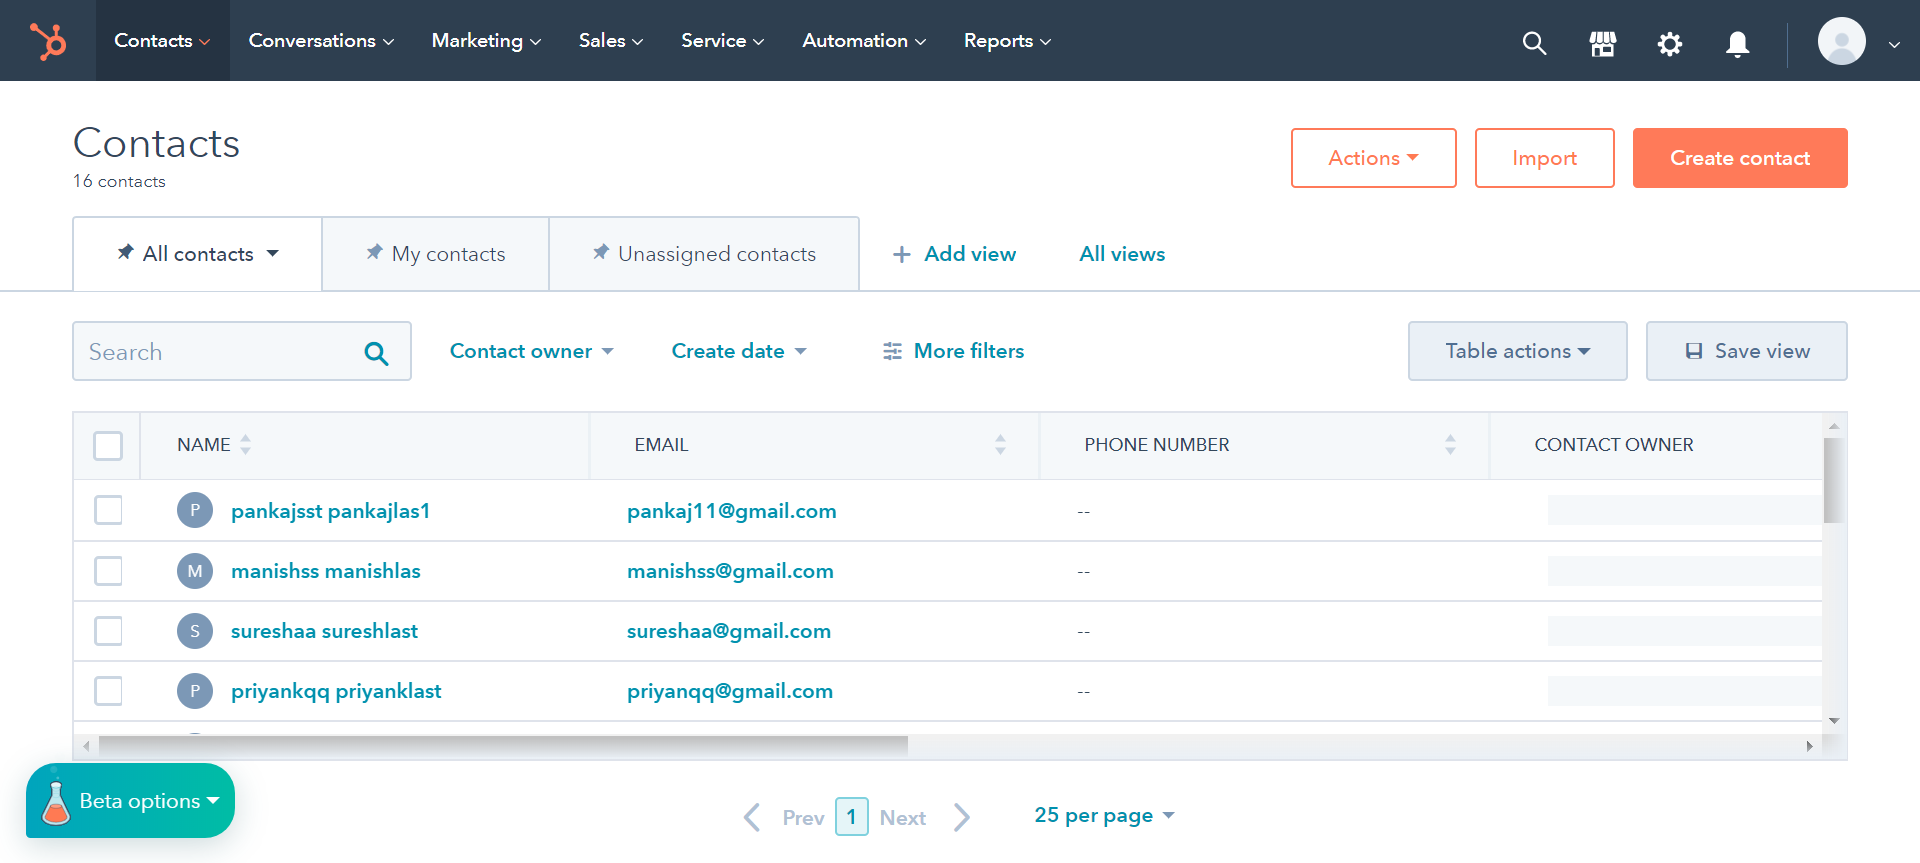 Contacts Conversations Marketing Sales Service Automation Reports
Contacts
16 contacts
Actions Import Create contact
All contacts My contacts Unassigned contacts + Add view All views
Search Contact owner Create date More filters Table actions Save view
NAME EMAIL PHONE NUMBER CONTACT OWNER
P pankajsst pankajlas1 pankaj11@gmail.com --
M manishss manishlas manishss@gmail.com --
S sureshaa sureshlast sureshaa@gmail.com --
P priyankqq priyanklast priyanqq@gmail.com --
Beta options
Prev 1 Next 25 per page